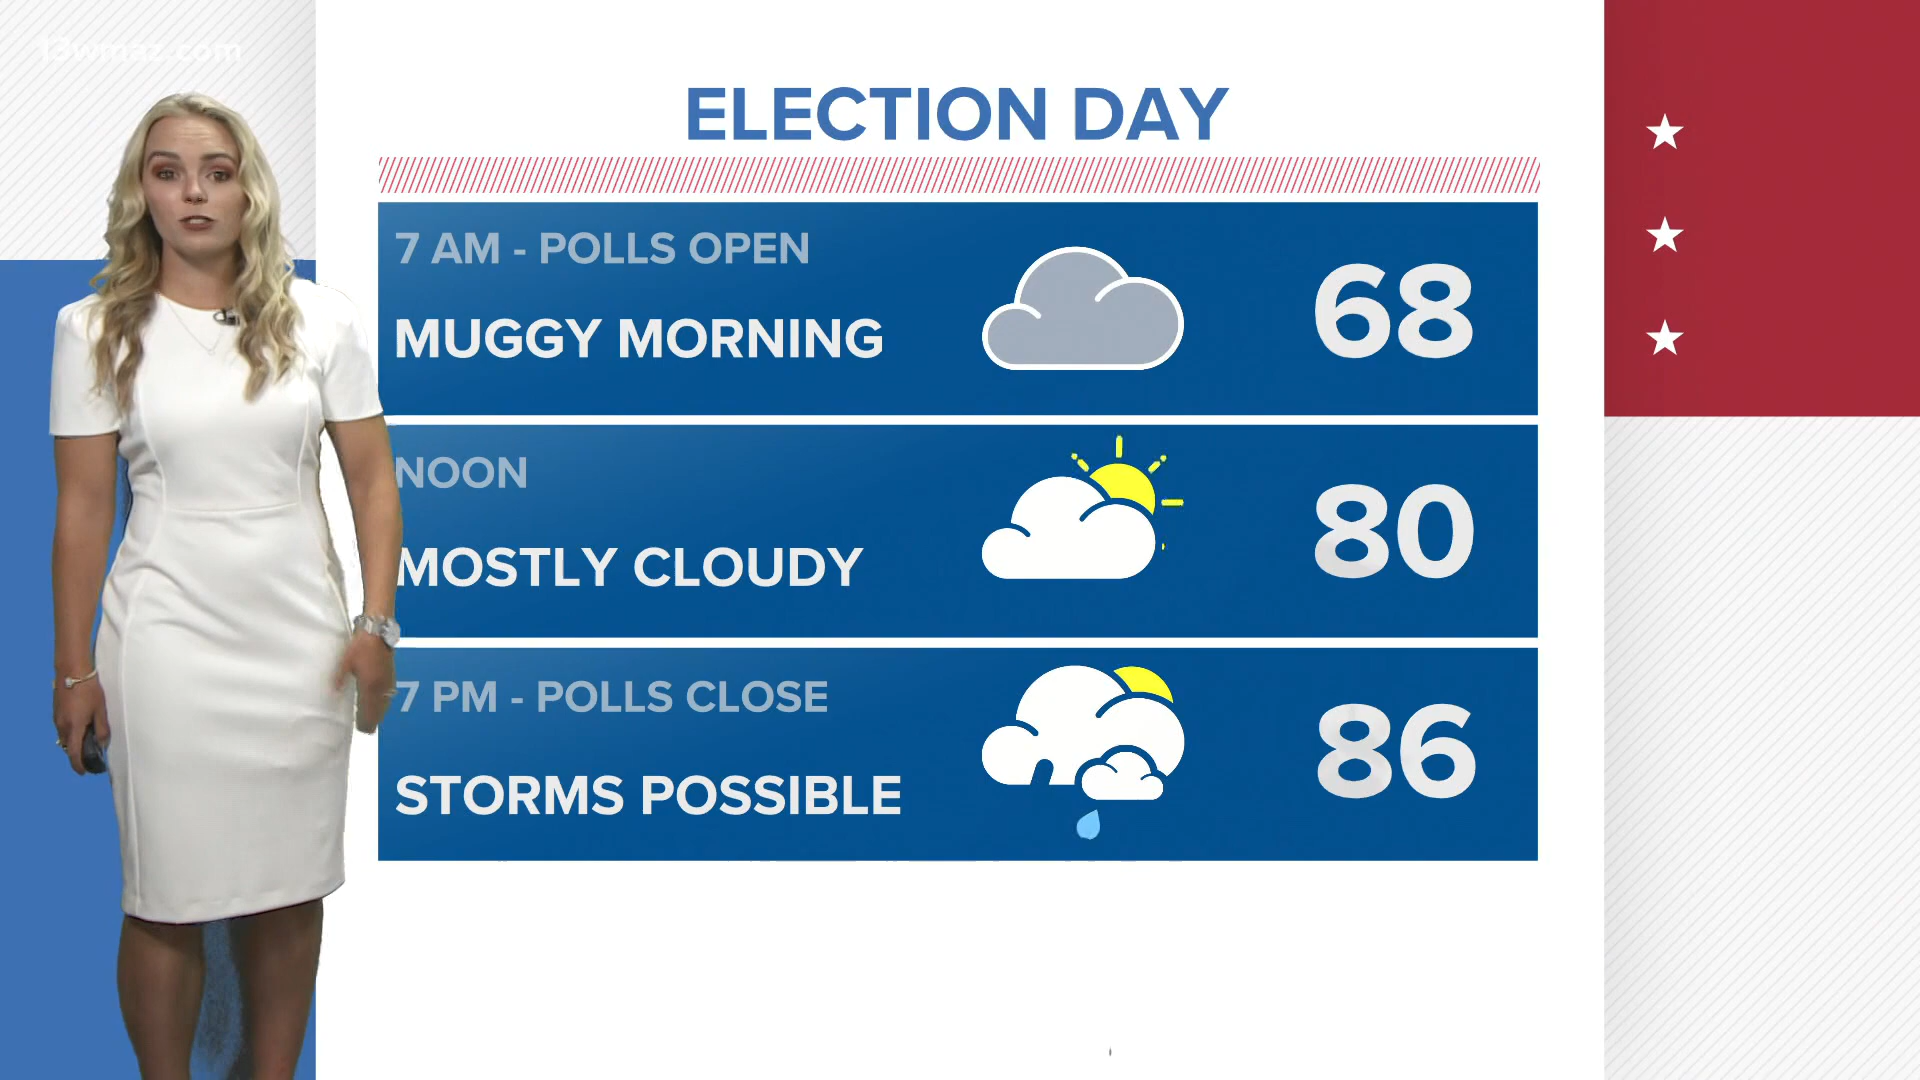 13wmaz.com
ELECTION DAY
7 AM - POLLS OPEN
MUGGY MORNING
68
NOON
MOSTLY CLOUDY
80
7 PM - POLLS CLOSE
STORMS POSSIBLE
86